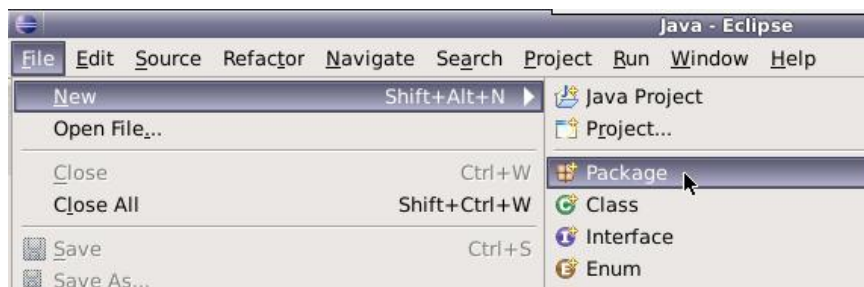 Java - Eclipse
File Edit Source Refactor Navigate Search Project Run Window Help
New Shift+Alt+N
Open File...
Close Ctrl+W
Close All Shift+Ctrl+W
Save Ctrl+S
Save As...
Java Project
Project...
Package
Class
Interface
Enum